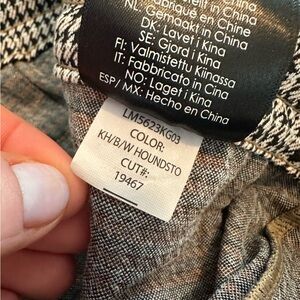 NL: Gemaakt in China
DK: Lavet i Kina
SE: Gjord i Kina
FI: Valmistettu Kiinassa
IT: Fabbricato in Cina
NO: Laget i Kina
ESP/ MX: Hecho en China
LM5623KG03
COLOR:
KH/B/W HOUNDSTO
CUT#:
19467